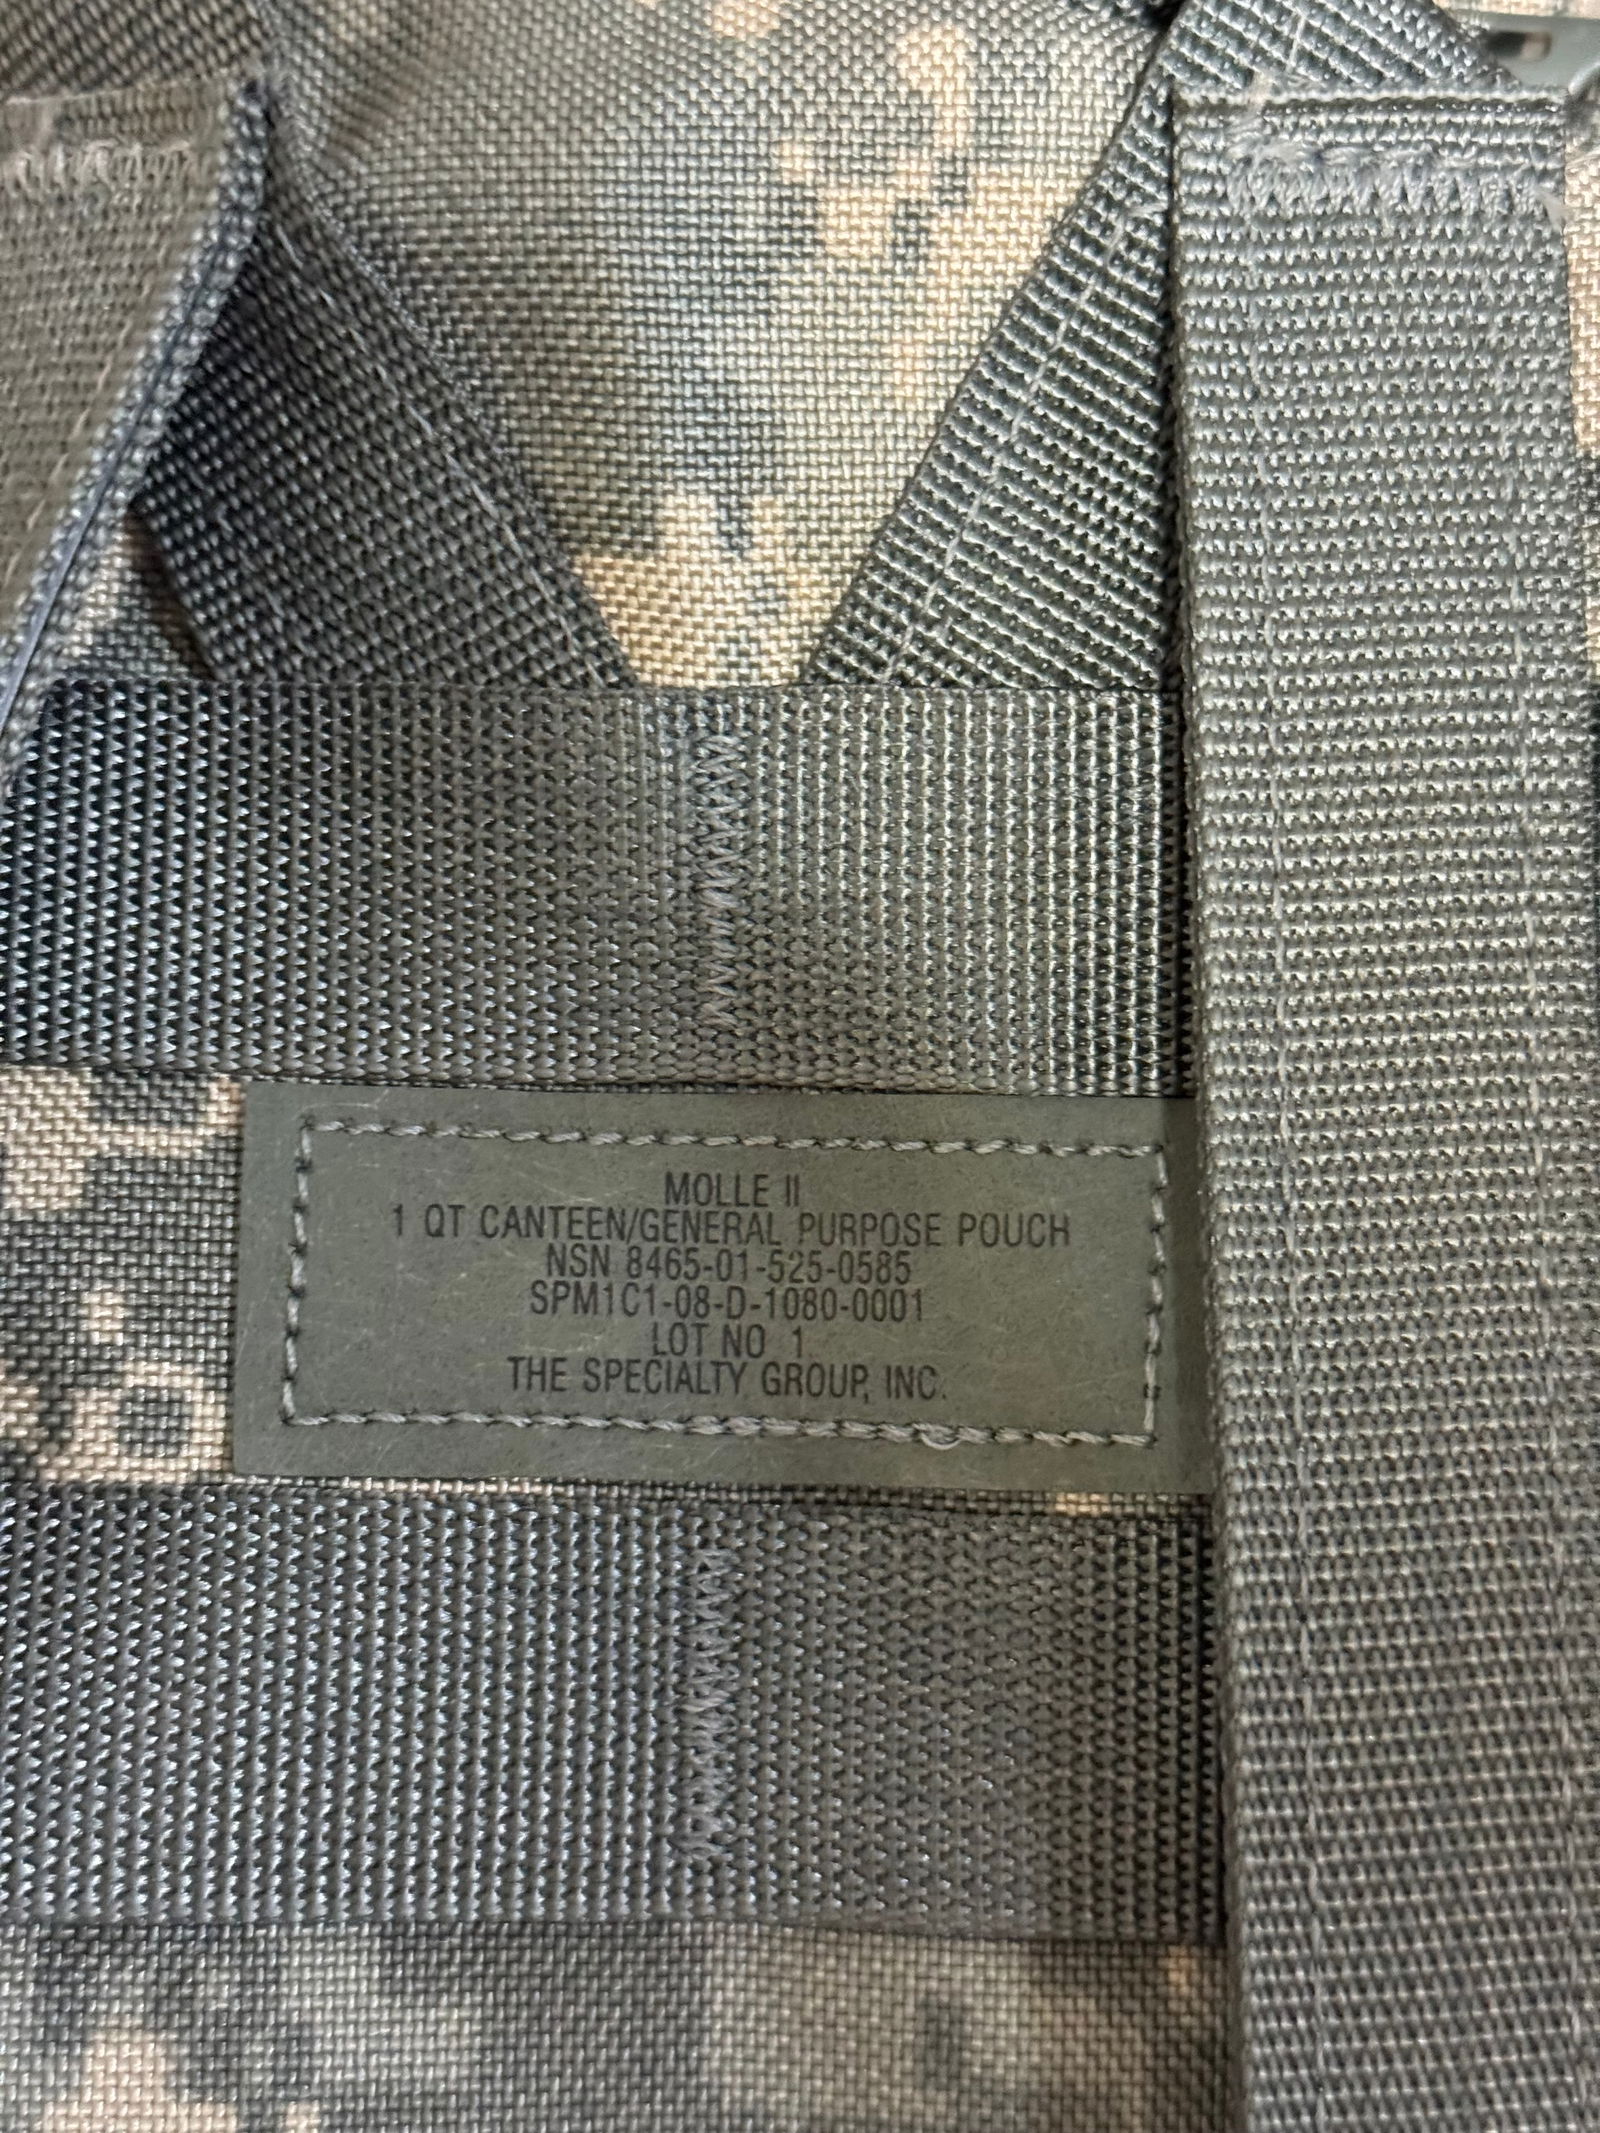 MOLLE II
1 QT CANTEEN/GENERAL PURPOSE POUCH
NSN 8465-01-525-0585
SPM1C1-08-D-1080-0001
LOT NO 1
THE SPECIALTY GROUP, INC.